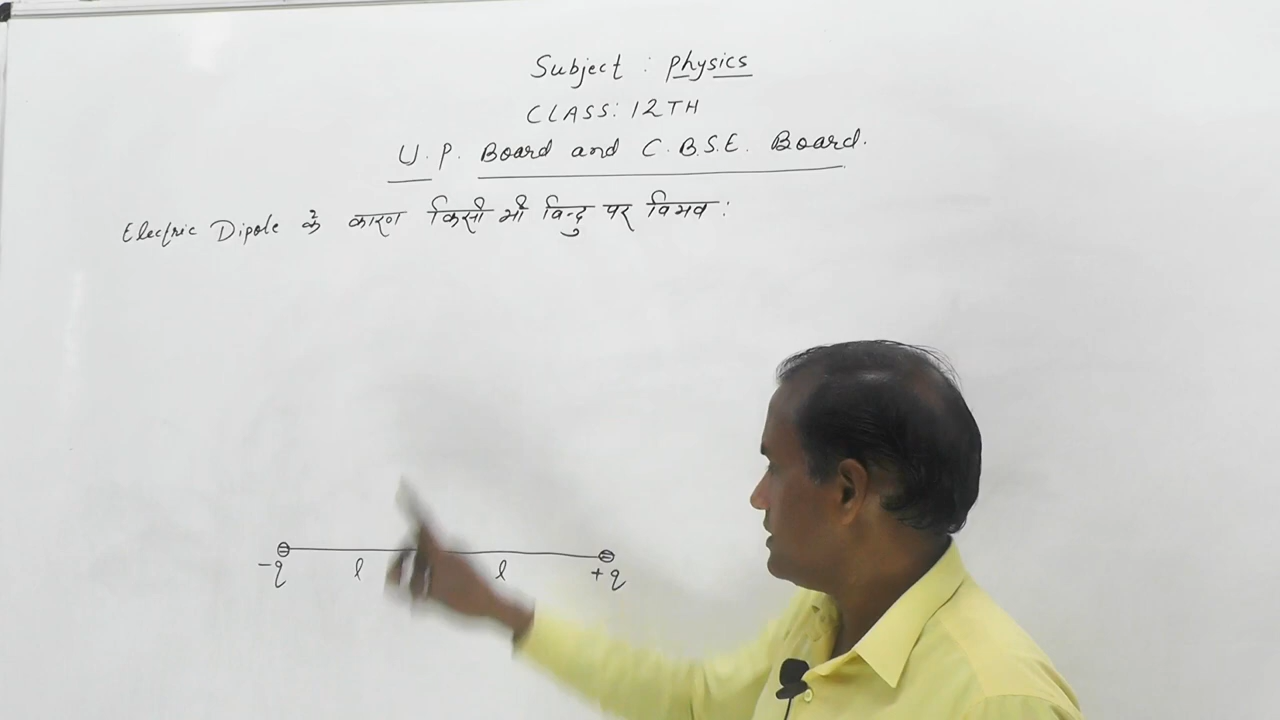 Subject : Physics
CLASS: 12TH
U.P. Board and C.B.S.E. Board.
Electric Dipole के कारण किसी भी विन्दु पर विभव :
-q l l +q